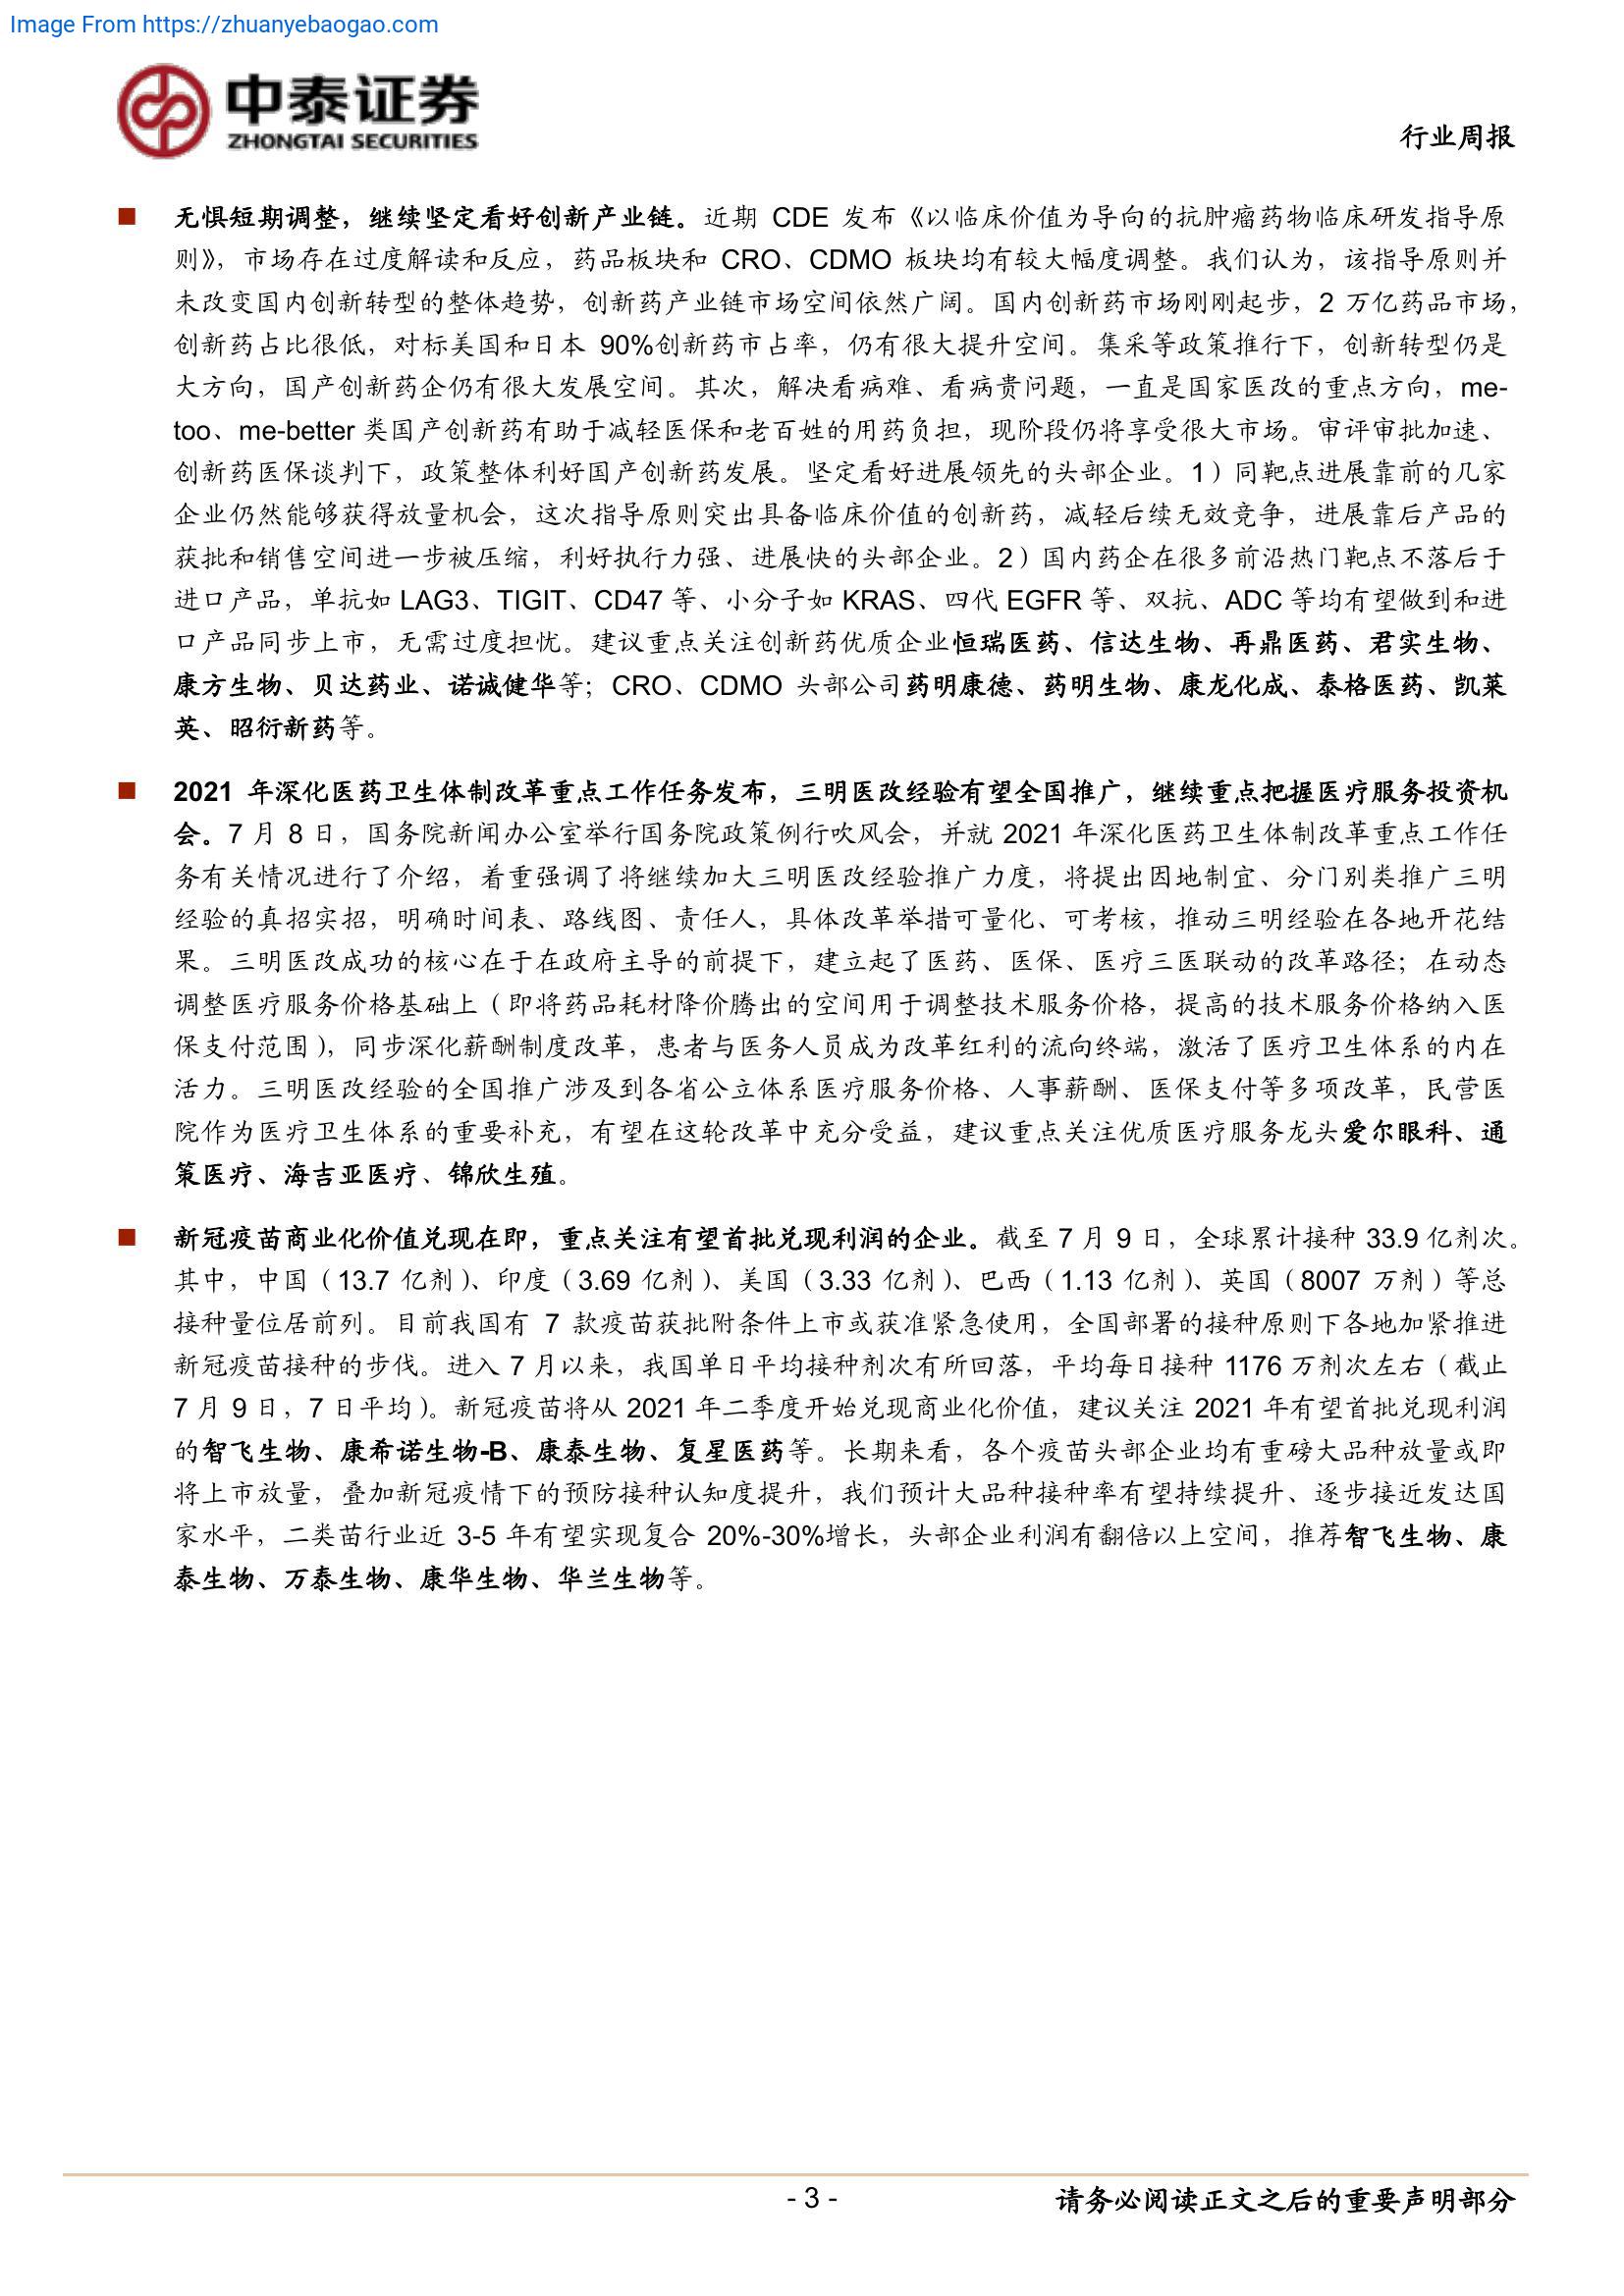 Image From https://zhuanyebaogao.com
中泰证券
ZHONGTAI SECURITIES
行业周报
无惧短期调整，继续坚定看好创新产业链。近期 CDE 发布《以临床价值为导向的抗肿瘤药物临床研发指导原
则》，市场存在过度解读和反应，药品板块和 CRO、CDMO 板块均有较大幅度调整。我们认为，该指导原则并
未改变国内创新转型的整体趋势，创新药产业链市场空间依然广阔。国内创新药市场刚刚起步，2 万亿药品市场，
创新药占比很低，对标美国和日本 90%创新药市占率，仍有很大提升空间。集采等政策推行下，创新转型仍是
大方向，国产创新药企仍有很大发展空间。其次，解决看病难、看病贵问题，一直是国家医改的重点方向，me-
too、me-better 类国产创新药有助于减轻医保和老百姓的用药负担，现阶段仍将享受很大市场。审评审批加速、
创新药医保谈判下，政策整体利好国产创新药发展。坚定看好进展领先的头部企业。1）同靶点进展靠前的几家
企业仍然能够获得放量机会，这次指导原则突出具备临床价值的创新药，减轻后续无效竞争，进展靠后产品的
获批和销售空间进一步被压缩，利好执行力强、进展快的头部企业。2）国内药企在很多前沿热门靶点不落后于
进口产品，单抗如 LAG3、TIGIT、CD47 等、小分子如 KRAS、四代 EGFR 等、双抗、ADC 等均有望做到和进
口产品同步上市，无需过度担忧。建议重点关注创新药优质企业恒瑞医药、信达生物、再鼎医药、君实生物、
康方生物、贝达药业、诺诚健华等；CRO、CDMO 头部公司药明康德、药明生物、康龙化成、泰格医药、凯莱
英、昭衍新药等。
2021 年深化医药卫生体制改革重点工作任务发布，三明医改经验有望全国推广，继续重点把握医疗服务投资机
会。7 月 8 日，国务院新闻办公室举行国务院政策例行吹风会，并就 2021 年深化医药卫生体制改革重点工作任
务有关情况进行了介绍，着重强调了将继续加大三明医改经验推广力度，将提出因地制宜、分门别类推广三明
经验的真招实招，明确时间表、路线图、责任人，具体改革举措可量化、可考核，推动三明经验在各地开花结
果。三明医改成功的核心在于在政府主导的前提下，建立起了医药、医保、医疗三医联动的改革路径；在动态
调整医疗服务价格基础上（即将药品耗材降价腾出的空间用于调整技术服务价格，提高的技术服务价格纳入医
保支付范围），同步深化薪酬制度改革，患者与医务人员成为改革红利的流向终端，激活了医疗卫生体系的内在
活力。三明医改经验的全国推广涉及到各省公立体系医疗服务价格、人事薪酬、医保支付等多项改革，民营医
院作为医疗卫生体系的重要补充，有望在这轮改革中充分受益，建议重点关注优质医疗服务龙头爱尔眼科、通
策医疗、海吉亚医疗、锦欣生殖。
新冠疫苗商业化价值兑现在即，重点关注有望首批兑现利润的企业。截至 7 月 9 日，全球累计接种 33.9 亿剂次。
其中，中国（13.7 亿剂）、印度（3.69 亿剂）、美国（3.33 亿剂）、巴西（1.13 亿剂）、英国（8007 万剂）等总
接种量位居前列。目前我国有 7 款疫苗获批附条件上市或获准紧急使用，全国部署的接种原则下各地加紧推进
新冠疫苗接种的步伐。进入 7 月以来，我国单日平均接种剂次有所回落，平均每日接种 1176 万剂次左右（截止
7 月 9 日，7 日平均）。新冠疫苗将从 2021 年二季度开始兑现商业化价值，建议关注 2021 年有望首批兑现利润
的智飞生物、康希诺生物-B、康泰生物、复星医药等。长期来看，各个疫苗头部企业均有重磅大品种放量或即
将上市放量，叠加新冠疫情下的预防接种认知度提升，我们预计大品种接种率有望持续提升、逐步接近发达国
家水平，二类苗行业近 3-5 年有望实现复合 20%-30%增长，头部企业利润有翻倍以上空间，推荐智飞生物、康
泰生物、万泰生物、康华生物、华兰生物等。
- 3 -
请务必阅读正文之后的重要声明部分